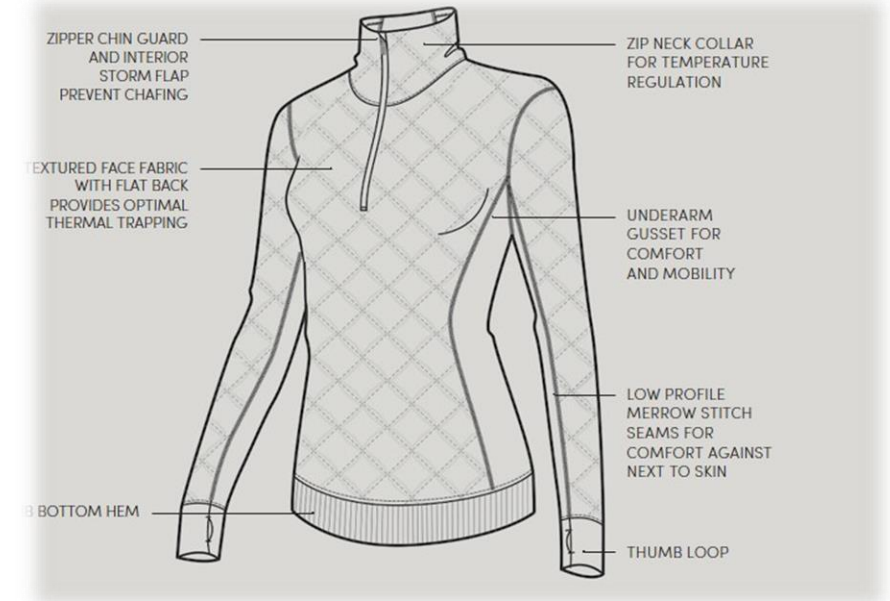 ZIPPER CHIN GUARD
AND INTERIOR
STORM FLAP
PREVENT CHAFING
TEXTURED FACE FABRIC
WITH FLAT BACK
PROVIDES OPTIMAL
THERMAL TRAPPING
BOTTOM HEM
ZIP NECK COLLAR
FOR TEMPERATURE
REGULATION
UNDERARM
GUSSET FOR
COMFORT
AND MOBILITY
LOW PROFILE
MERROW STITCH
SEAMS FOR
COMFORT AGAINST
NEXT TO SKIN
THUMB LOOP